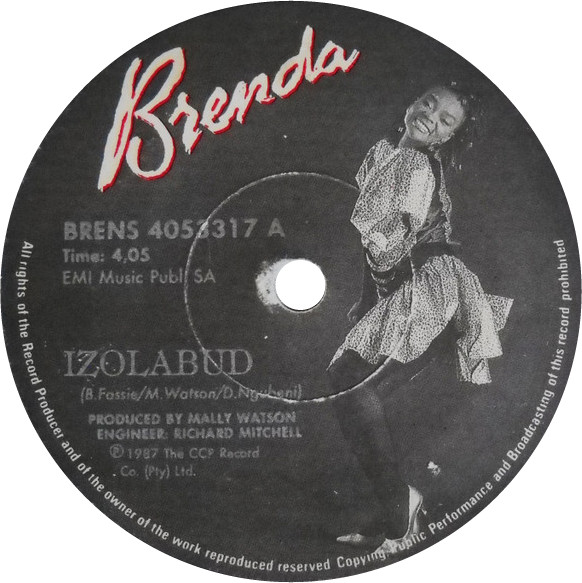 Brenda
BRENS 4053317 A
Time: 4,05
EMI Music Publ. SA
IZOLABUD
(B.Fassie/M.Watson/D.Ngubeni)
PRODUCED BY MALLY WATSON
ENGINEER: RICHARD MITCHELL
℗1987 The CCP Record
Co. (Pty) Ltd.
All rights of the Record Producer and of the owner of the work reproduced reserved Copying, Public Performance and Broadcasting of this record prohibited